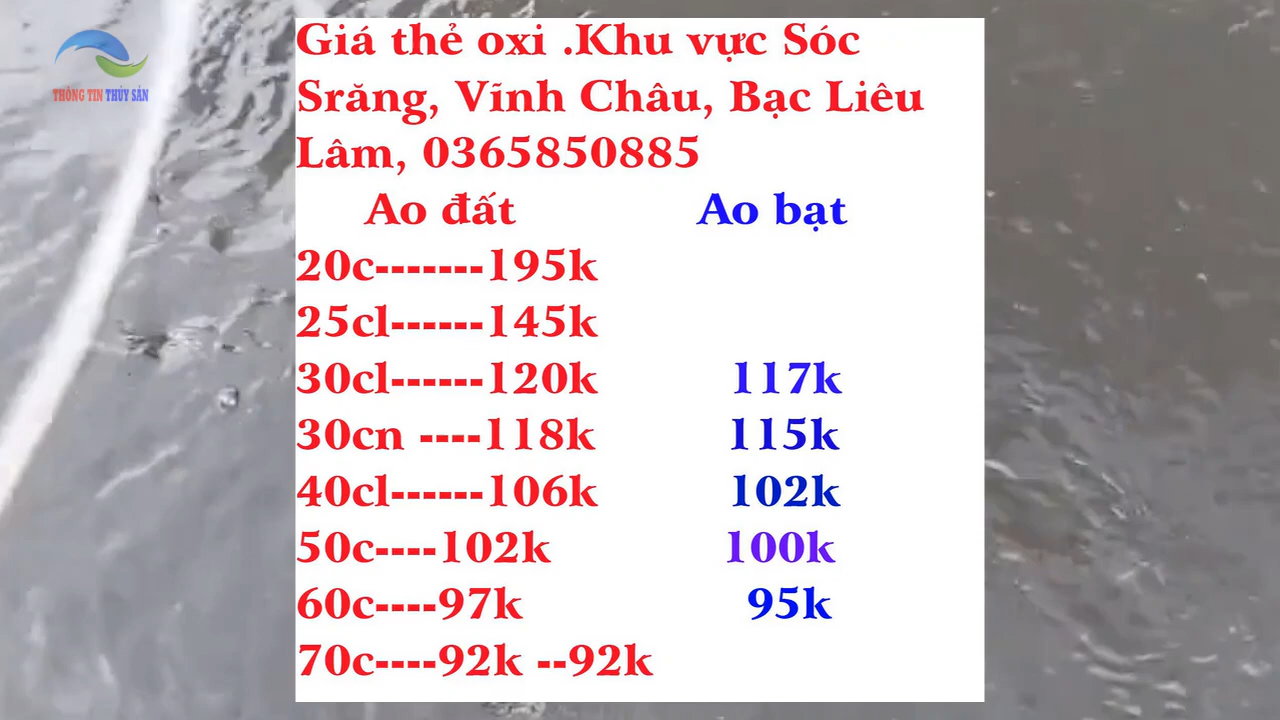 THÔNG TIN THỦY SẢN
Giá thẻ oxi .Khu vực Sóc
Srăng, Vĩnh Châu, Bạc Liêu
Lâm, 0365850885
Ao đất Ao bạt
20c-------195k
25cl------145k
30cl------120k 117k
30cn ----118k 115k
40cl------106k 102k
50c----102k 100k
60c----97k 95k
70c----92k --92k